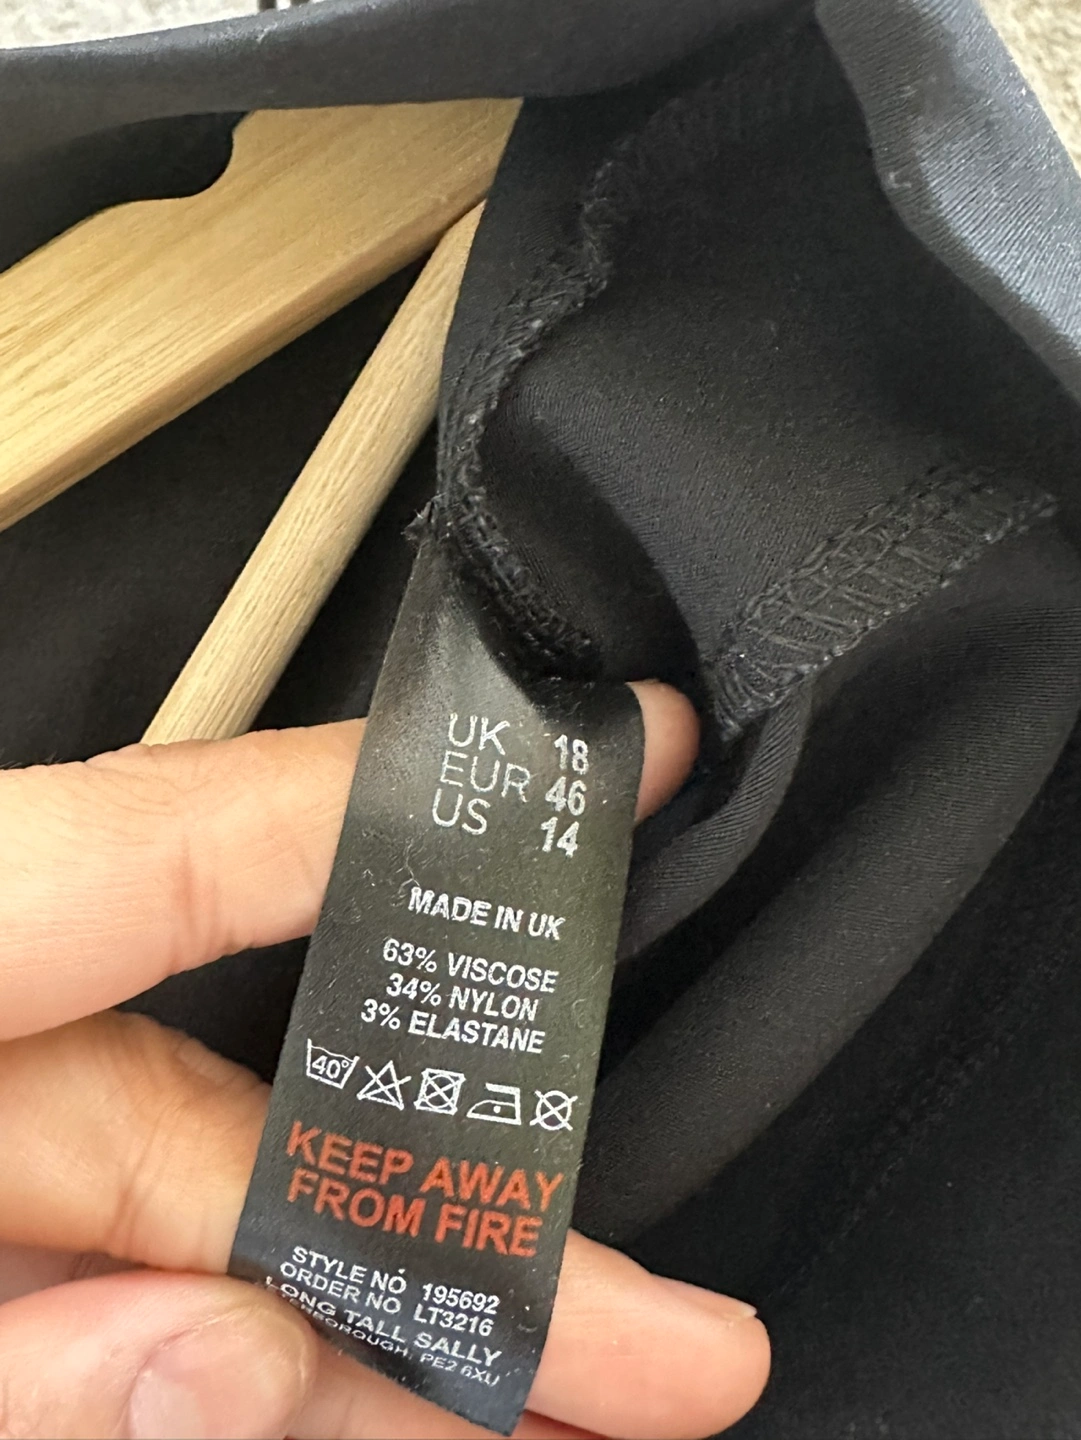 UK 18
EUR 46
US 14
MADE IN UK
63% VISCOSE
34% NYLON
3% ELASTANE
40°
KEEP AWAY
FROM FIRE
STYLE NO 195692
ORDER NO LT3216
LONG TALL SALLY
PE2 6XU